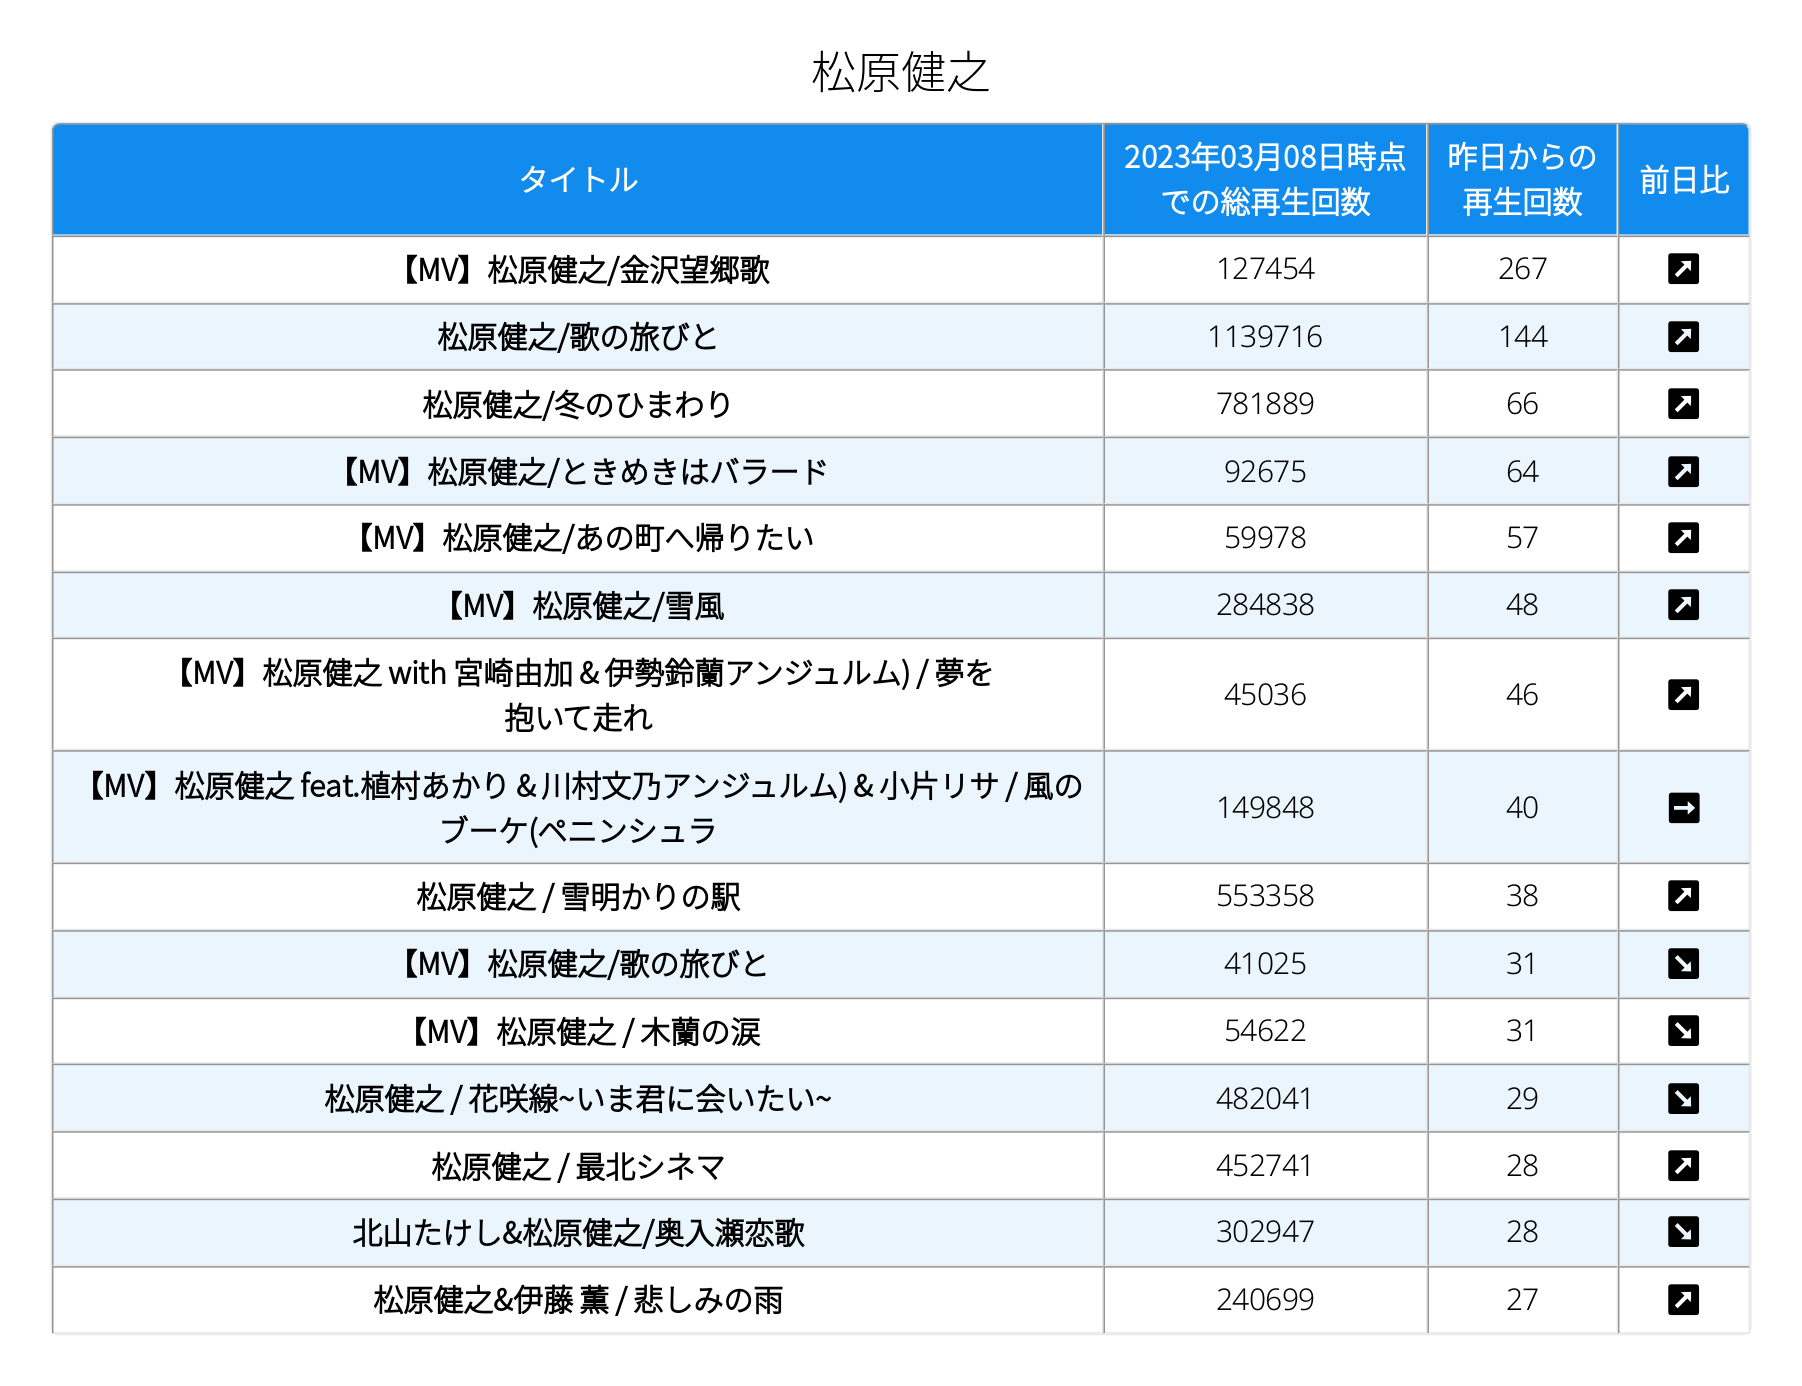 松原健之
タイトル
2023年03月08日時点
での総再生回数
昨日からの
再生回数
前日比
【MV】松原健之/金沢望郷歌 127454 267
松原健之/歌の旅びと 1139716 144
松原健之/冬のひまわり 781889 66
【MV】松原健之/ときめきはバラード 92675 64
【MV】松原健之/あの町へ帰りたい 59978 57
【MV】松原健之/雪風 284838 48
【MV】松原健之 with 宮崎由加 & 伊勢鈴蘭アンジュルム) / 夢を
抱いて走れ
45036 46
【MV】松原健之 feat.植村あかり & 川村文乃アンジュルム) & 小片リサ / 風の
ブーケ(ペニンシュラ
149848 40
松原健之 / 雪明かりの駅 553358 38
【MV】松原健之/歌の旅びと 41025 31
【MV】松原健之 / 木蘭の涙 54622 31
松原健之 / 花咲線~いま君に会いたい~ 482041 29
松原健之 / 最北シネマ 452741 28
北山たけし&松原健之/奥入瀬恋歌 302947 28
松原健之&伊藤 薫 / 悲しみの雨 240699 27